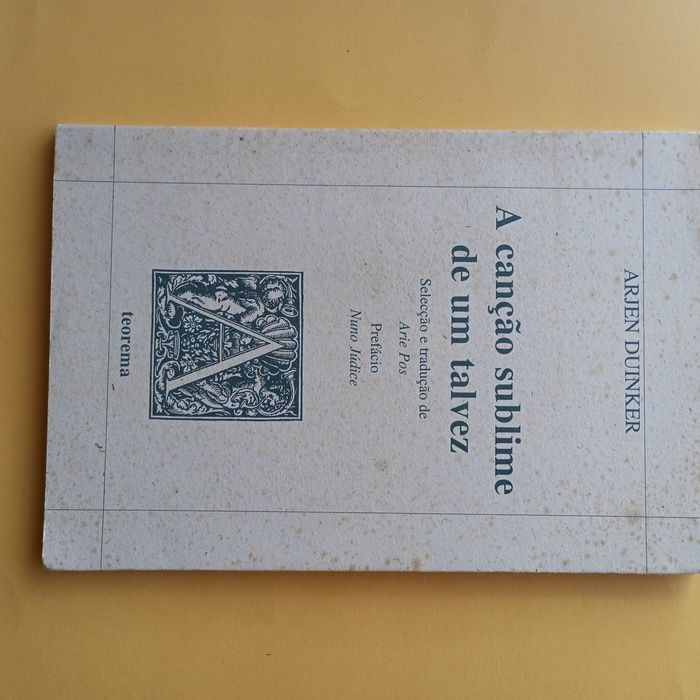 ARJEN DUINKER
A canção sublime
de um talvez
Selecção e tradução de
Arie Pos
Prefácio
Nuno Júdice
A
teorema